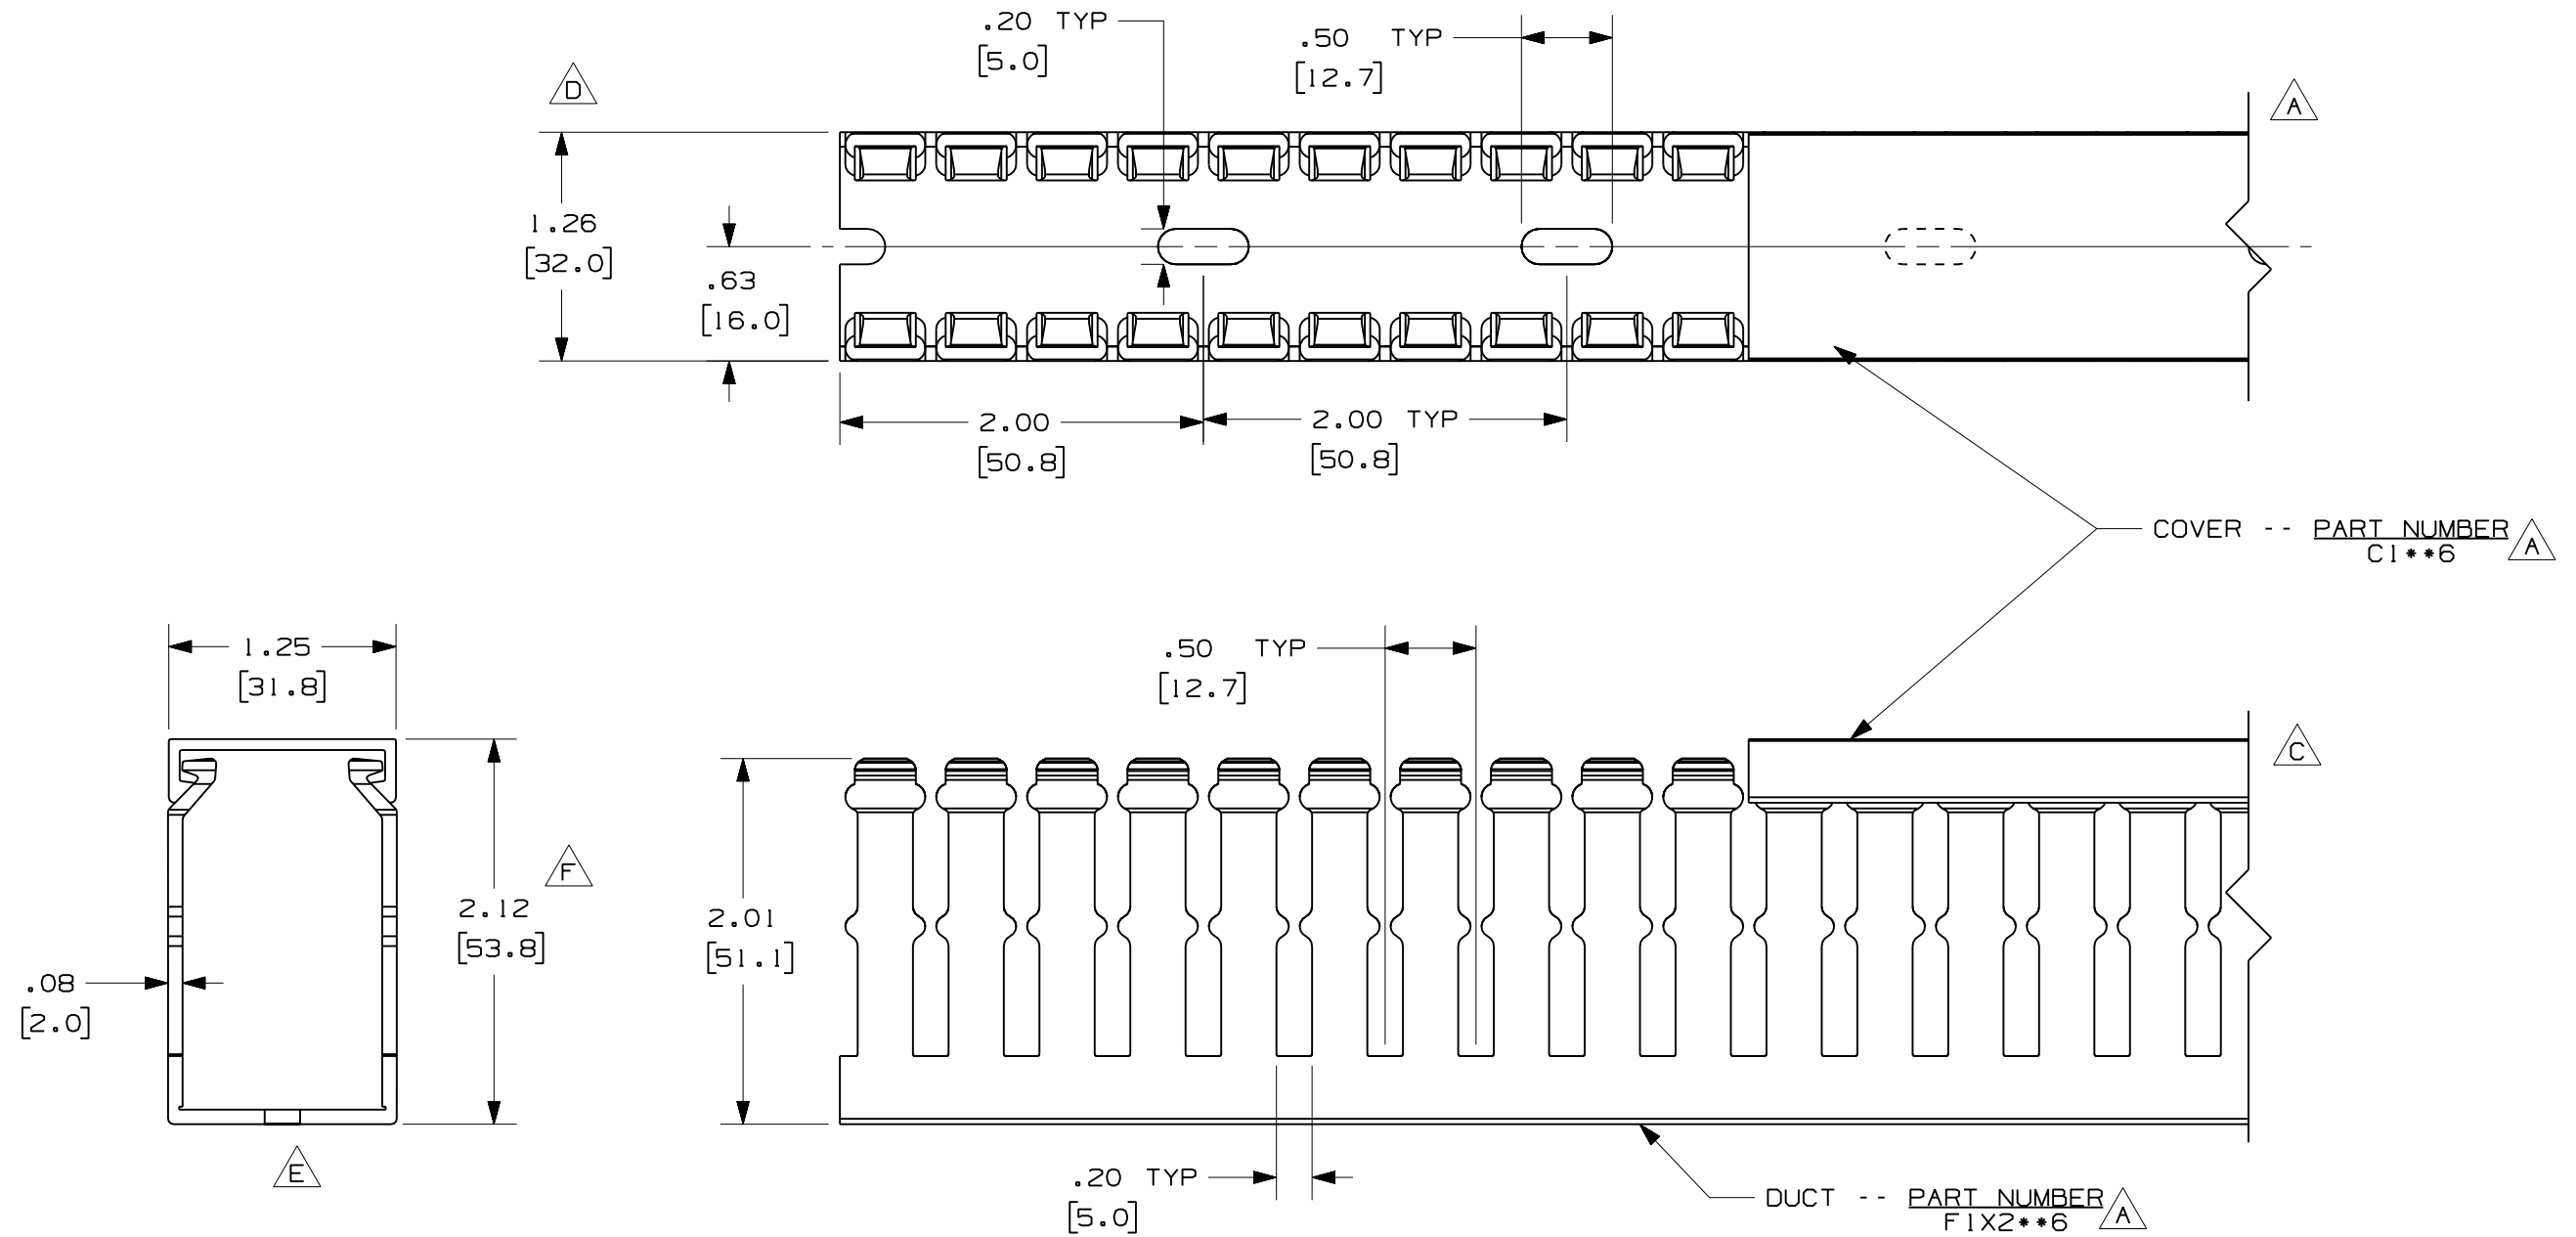 .20 TYP
[5.0]
.50 TYP
[12.7]
D
A
1.26
[32.0]
.63
[16.0]
2.00
[50.8]
2.00 TYP
[50.8]
COVER -- PART NUMBER A
C1**6
1.25
[31.8]
.50 TYP
[12.7]
C
F
2.12
[53.8]
2.01
[51.1]
.08
[2.0]
E
.20 TYP
[5.0]
DUCT -- PART NUMBER A
F1X2**6